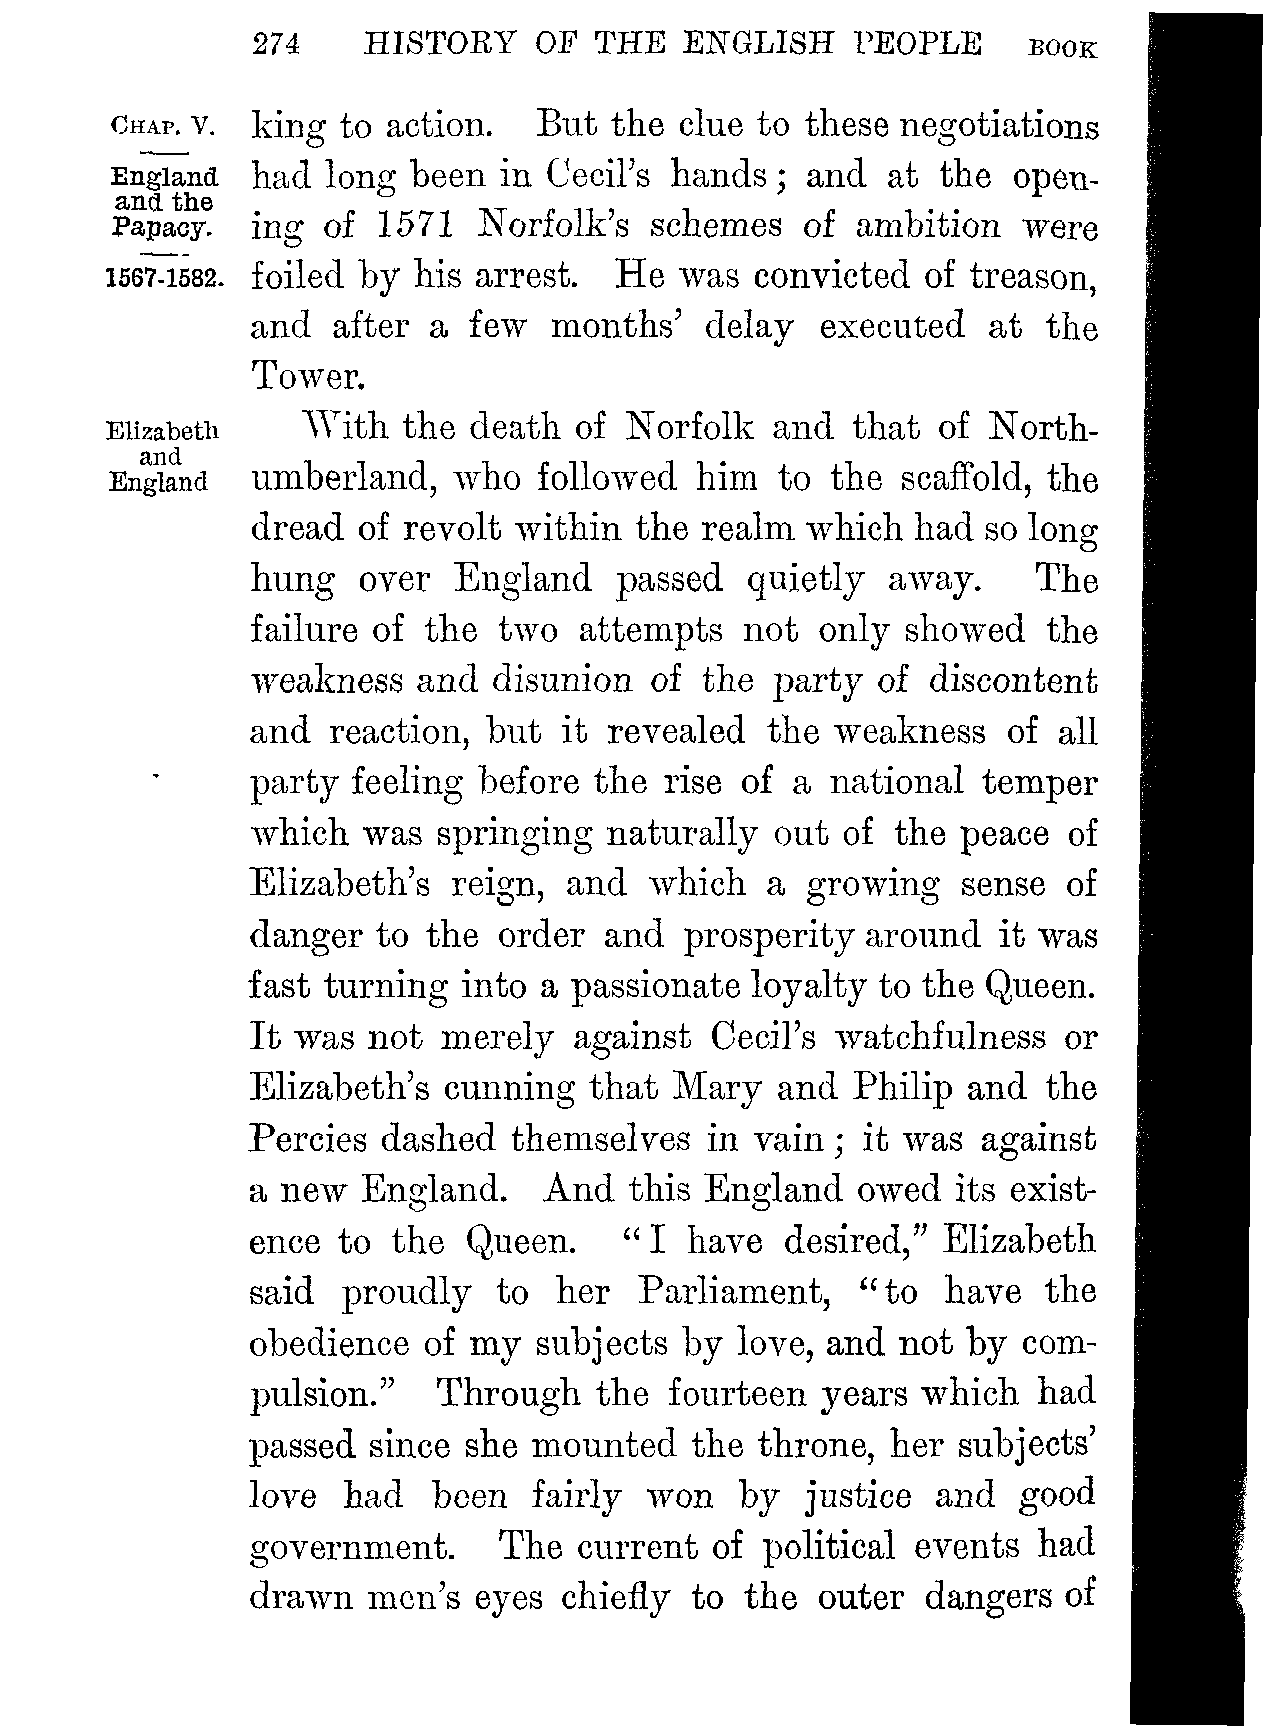 274 HISTORY OF THE ENGLISH PEOPLE BOOK
CHAP. V.
England
and the
Papacy.
1567-1582.
king to action. But the clue to these negotiations
had long been in Cecil's hands; and at the open-
ing of 1571 Norfolk's schemes of ambition were
foiled by his arrest. He was convicted of treason,
and after a few months' delay executed at the
Tower.
Elizabeth
and
England
With the death of Norfolk and that of North-
umberland, who followed him to the scaffold, the
dread of revolt within the realm which had so long
hung over England passed quietly away. The
failure of the two attempts not only showed the
weakness and disunion of the party of discontent
and reaction, but it revealed the weakness of all
party feeling before the rise of a national temper
which was springing naturally out of the peace of
Elizabeth's reign, and which a growing sense of
danger to the order and prosperity around it was
fast turning into a passionate loyalty to the Queen.
It was not merely against Cecil's watchfulness or
Elizabeth's cunning that Mary and Philip and the
Percies dashed themselves in vain; it was against
a new England. And this England owed its exist-
ence to the Queen. "I have desired," Elizabeth
said proudly to her Parliament, "to have the
obedience of my subjects by love, and not by com-
pulsion." Through the fourteen years which had
passed since she mounted the throne, her subjects'
love had been fairly won by justice and good
government. The current of political events had
drawn men's eyes chiefly to the outer dangers of